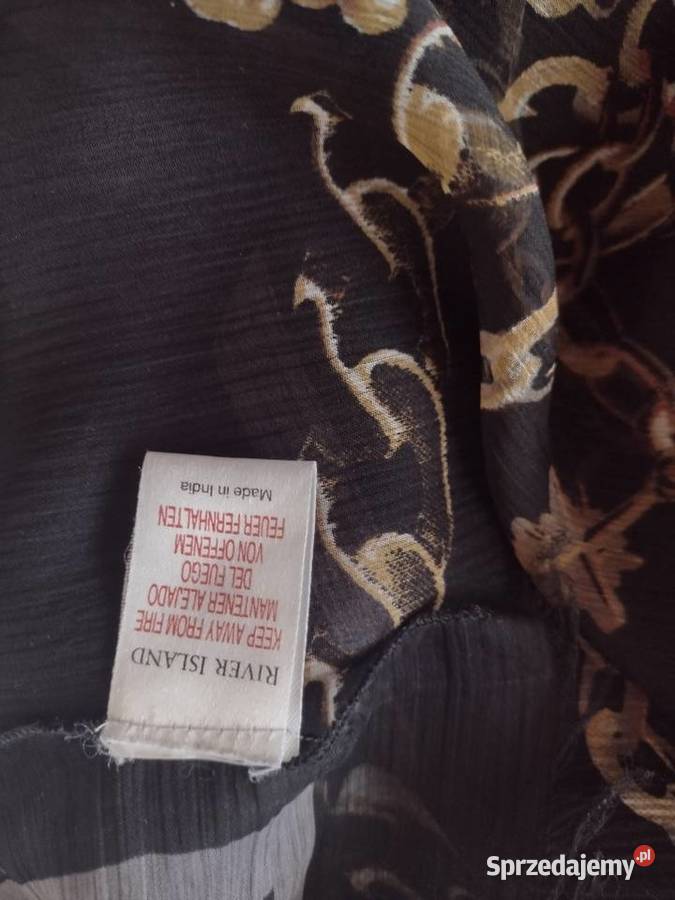 RIVER ISLAND
KEEP AWAY FROM FIRE
MANTENER ALEJADO
DEL FUEGO
VON OFFENEM
FEUER FERNHALTEN
Made in India
Sprzedajemy.pl